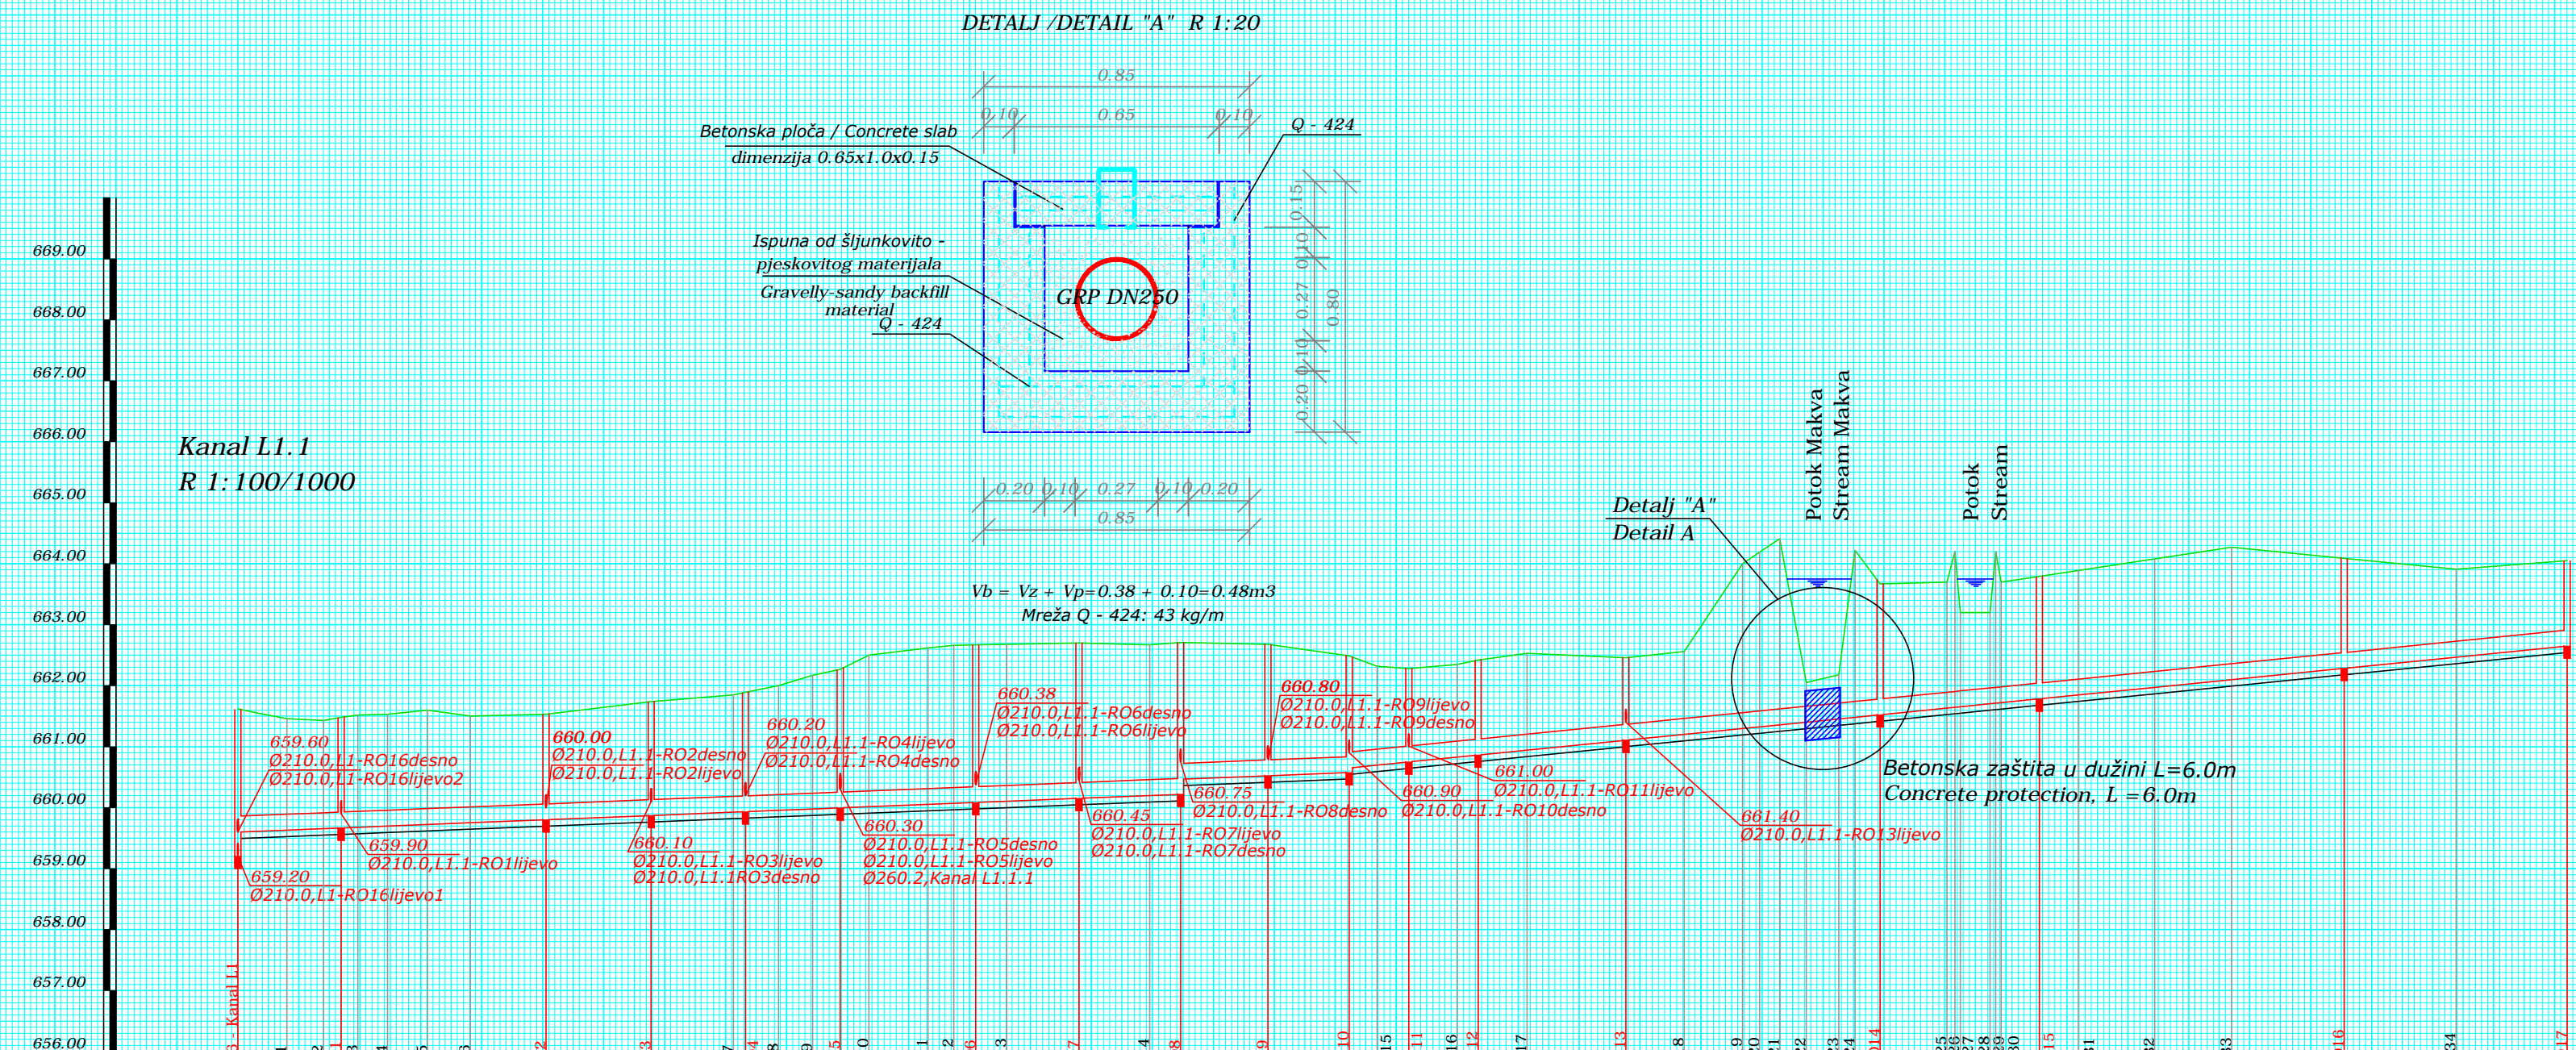 DETALJ /DETAIL "A" R 1:20
0.85
0.10
0.65
0.10
Q - 424
Betonska ploča / Concrete slab
dimenzija 0.65x1.0x0.15
Ispuna od šljunkovito -
pjeskovitog materijala
Gravelly-sandy backfill
material
Q - 424
GRP DN250
0.15
0.10
0.27
0.10
0.20
0.80
0.20
0.10
0.27
0.10
0.20
0.85
Vb = Vz + Vp=0.38 + 0.10=0.48m3
Mreža Q - 424: 43 kg/m
Kanal L1.1
R 1:100/1000
669.00
668.00
667.00
666.00
665.00
664.00
663.00
662.00
661.00
660.00
659.00
658.00
657.00
656.00
Detalj "A"
Detail A
Potok Makva
Stream Makva
Potok
Stream
Betonska zaštita u dužini L=6.0m
Concrete protection, L =6.0m
659.60
Ø210.0,L1-RO16desno
Ø210.0,L1-RO16lijevo2
659.20
Ø210.0,L1-RO16lijevo1
659.90
Ø210.0,L1.1-RO1lijevo
660.00
Ø210.0,L1.1-RO2desno
Ø210.0,L1.1-RO2lijevo
660.10
Ø210.0,L1.1-RO3lijevo
Ø210.0,L1.1RO3desno
660.20
Ø210.0,L1.1-RO4lijevo
Ø210.0,L1.1-RO4desno
660.30
Ø210.0,L1.1-RO5desno
Ø210.0,L1.1-RO5lijevo
Ø260.2,Kanal L1.1.1
660.38
Ø210.0,L1.1-RO6desno
Ø210.0,L1.1-RO6lijevo
660.45
Ø210.0,L1.1-RO7lijevo
Ø210.0,L1.1-RO7desno
660.75
Ø210.0,L1.1-RO8desno
660.80
Ø210.0,L1.1-RO9lijevo
Ø210.0,L1.1-RO9desno
660.90
Ø210.0,L1.1-RO10desno
661.00
Ø210.0,L1.1-RO11lijevo
661.40
Ø210.0,L1.1-RO13lijevo
- Kanal L1